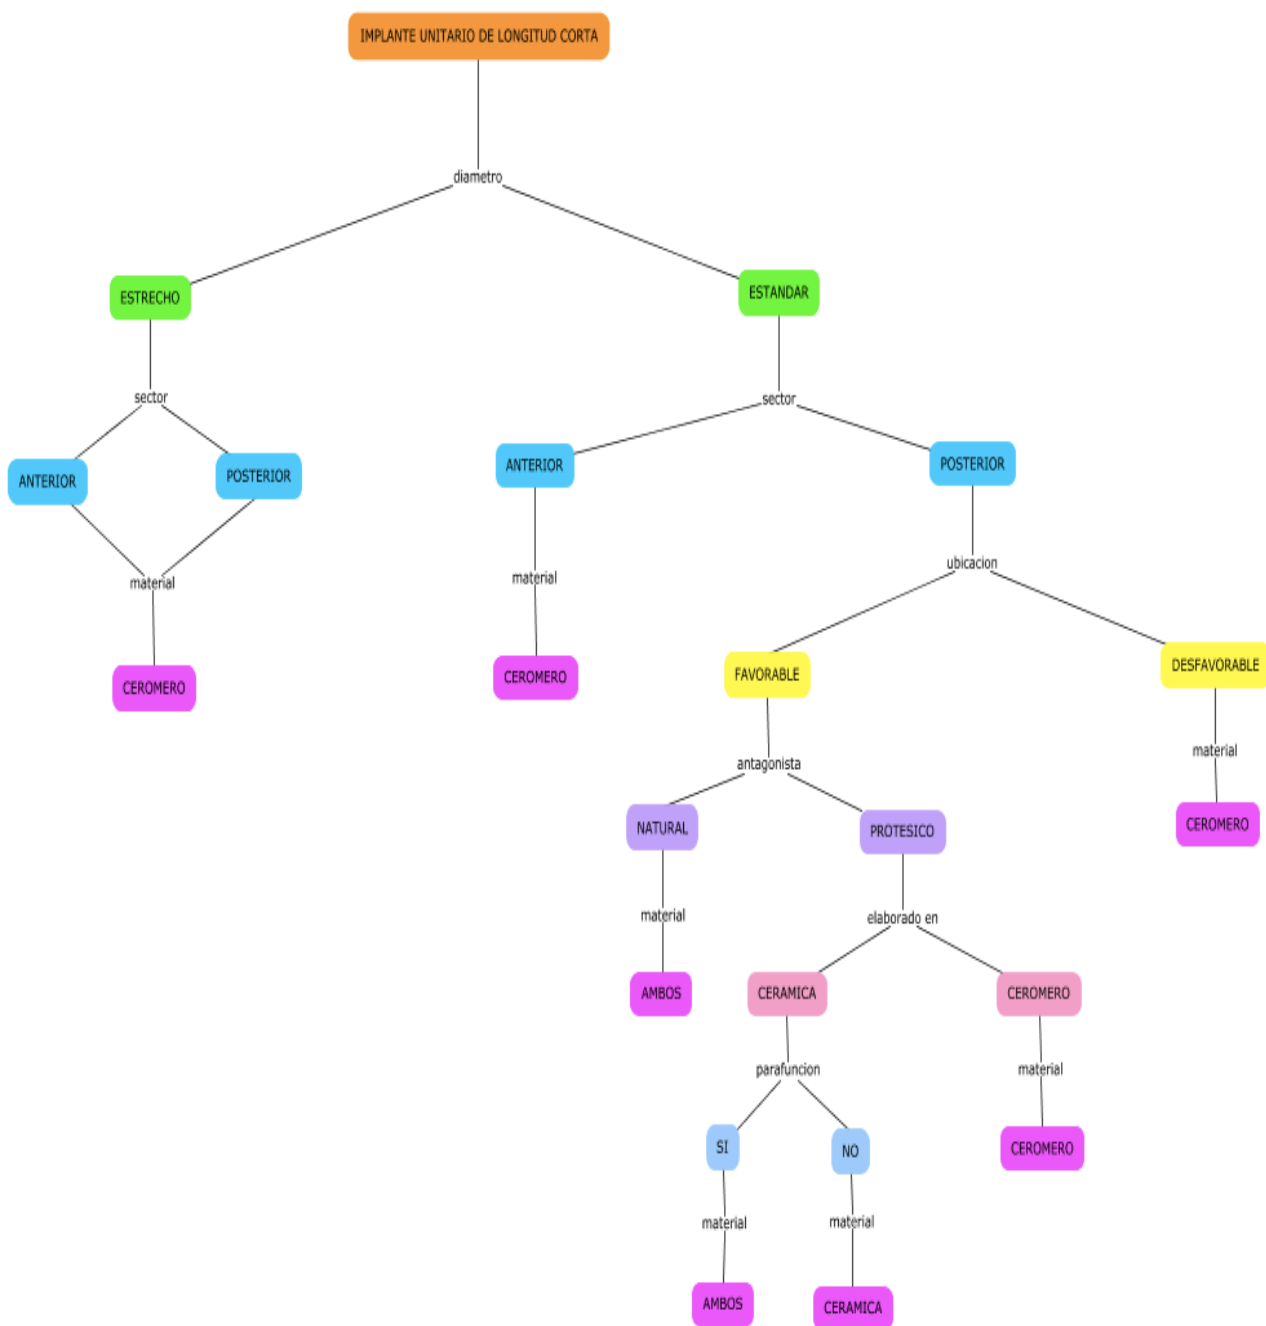 IMPLANTE UNITARIO DE LONGITUD CORTA
diametro
ESTRECHO
ESTANDAR
sector
sector
ANTERIOR
POSTERIOR
ANTERIOR
POSTERIOR
material
material
ubicacion
CEROMERO
CEROMERO
FAVORABLE
DESFAVORABLE
antagonista
material
NATURAL
PROTESICO
CEROMERO
material
elaborado en
AMBOS
CERAMICA
CEROMERO
parafuncion
material
SI
NO
CEROMERO
material
material
AMBOS
CERAMICA